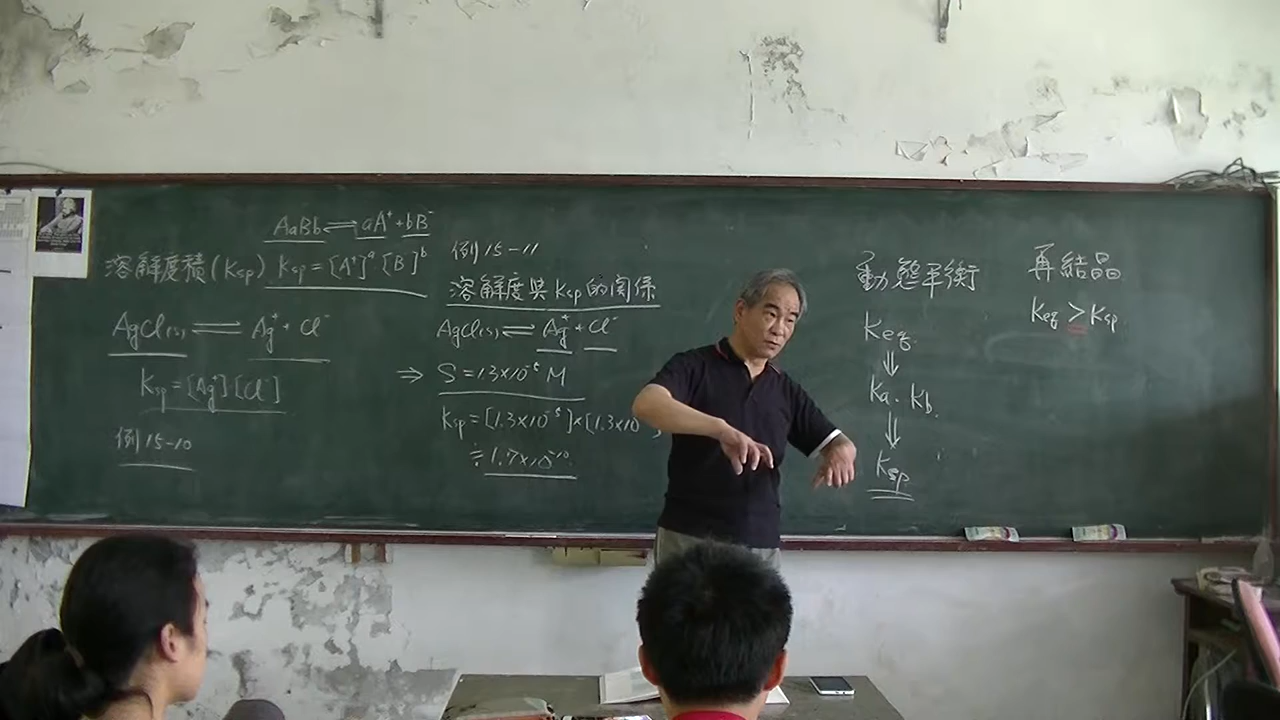 AaBb⇌aA⁺+bB⁻
溶解度積(Ksp) Ksp=[A⁺]ᵃ[B⁻]ᵇ
AgCl(s)⇌Ag⁺+Cl⁻
Ksp=[Ag⁺][Cl⁻]
例15-10
例15-11
溶解度與Ksp的関係
AgCl(s)⇌Ag⁺+Cl⁻
⇒ S=1.3×10⁻⁵ M
Ksp=[1.3×10⁻⁵]×[1.3×10
≒1.7×10⁻¹⁰
動態平衡
Keq
⇓
Ka. Kb.
⇓
Ksp
再結晶
Keq>Ksp